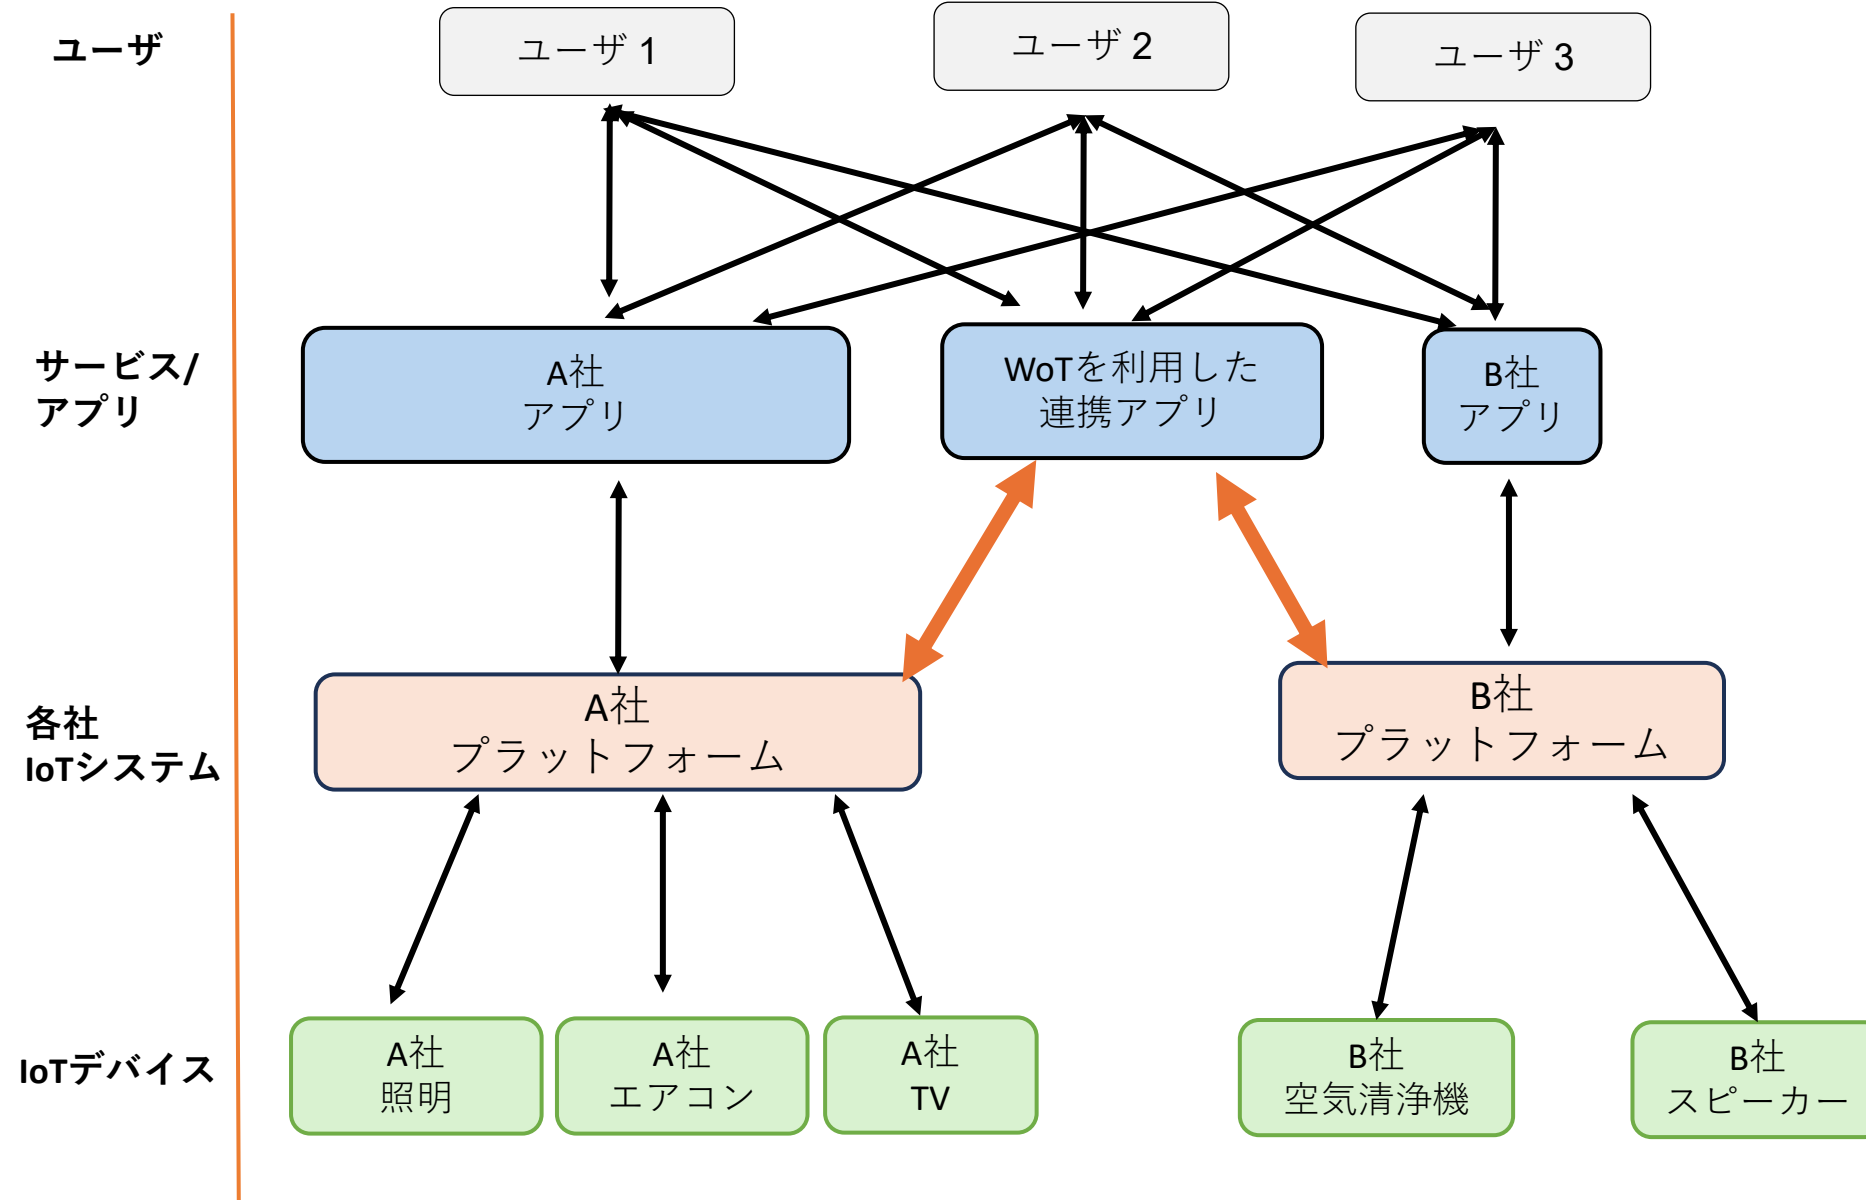 ユーザ
ユーザ 1
ユーザ 2
ユーザ 3
サービス/
アプリ
A社
アプリ
WoTを利用した
連携アプリ
B社
アプリ
各社
IoTシステム
A社
プラットフォーム
B社
プラットフォーム
IoTデバイス
A社
照明
A社
エアコン
A社
TV
B社
空気清浄機
B社
スピーカー